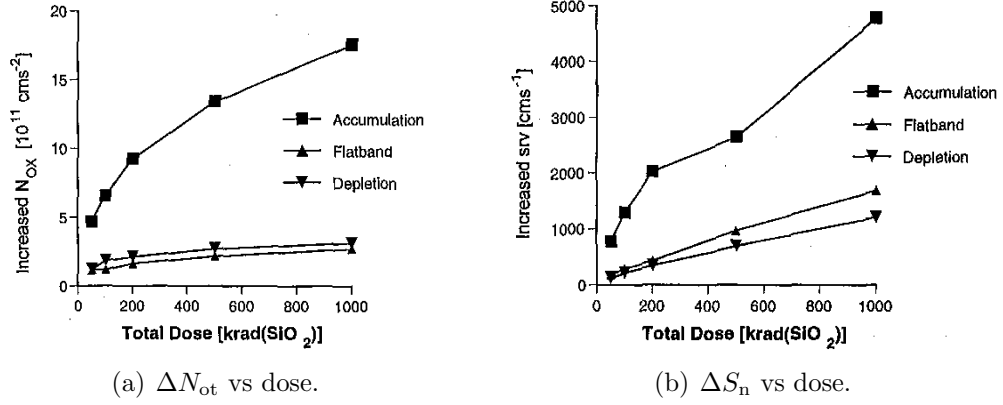 20
15
10
5
0
Increased N_OX [10^11 cms^-2]
Accumulation
Flatband
Depletion
0 200 400 600 800 1000
Total Dose [krad(SiO_2)]
(a) ΔN_ot vs dose.
5000
4000
3000
2000
1000
0
Increased srv [cms^-1]
Accumulation
Flatband
Depletion
0 200 400 600 800 1000
Total Dose [krad(SiO_2)]
(b) ΔS_n vs dose.